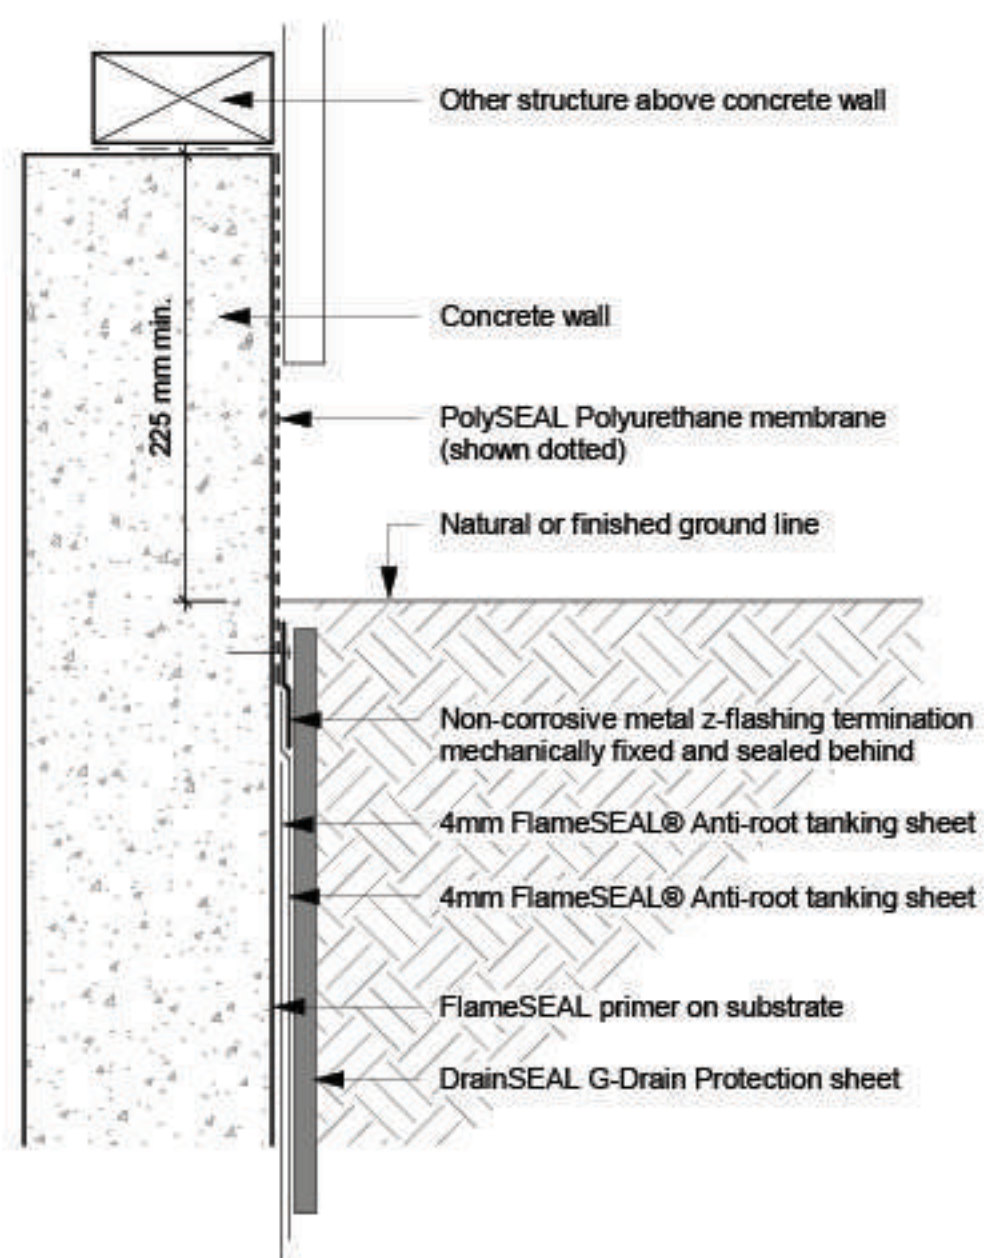 Other structure above concrete wall
225 mm min.
Concrete wall
PolySEAL Polyurethane membrane
(shown dotted)
Natural or finished ground line
Non-corrosive metal z-flashing termination
mechanically fixed and sealed behind
4mm FlameSEAL® Anti-root tanking sheet
4mm FlameSEAL® Anti-root tanking sheet
FlameSEAL primer on substrate
DrainSEAL G-Drain Protection sheet